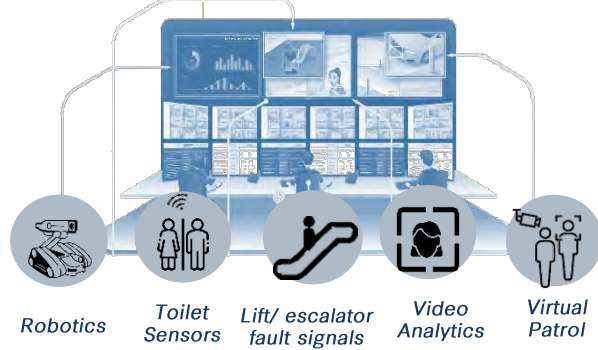 Robotics
Toilet
Sensors
Lift/ escalator
fault signals
Video
Analytics
Virtual
Patrol